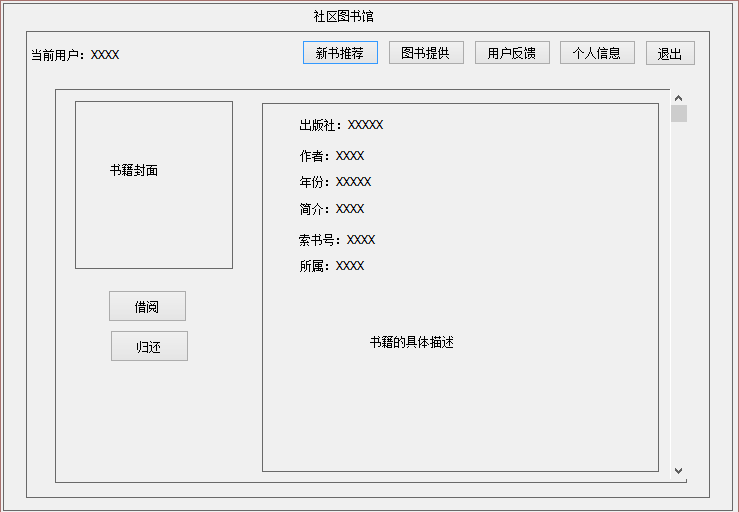 社区图书馆
当前用户：XXXX
新书推荐 图书提供 用户反馈 个人信息 退出
书籍封面
借阅
归还
出版社：XXXXX
作者：XXXX
年份：XXXXX
简介：XXXX
索书号：XXXX
所属：XXXX
书籍的具体描述